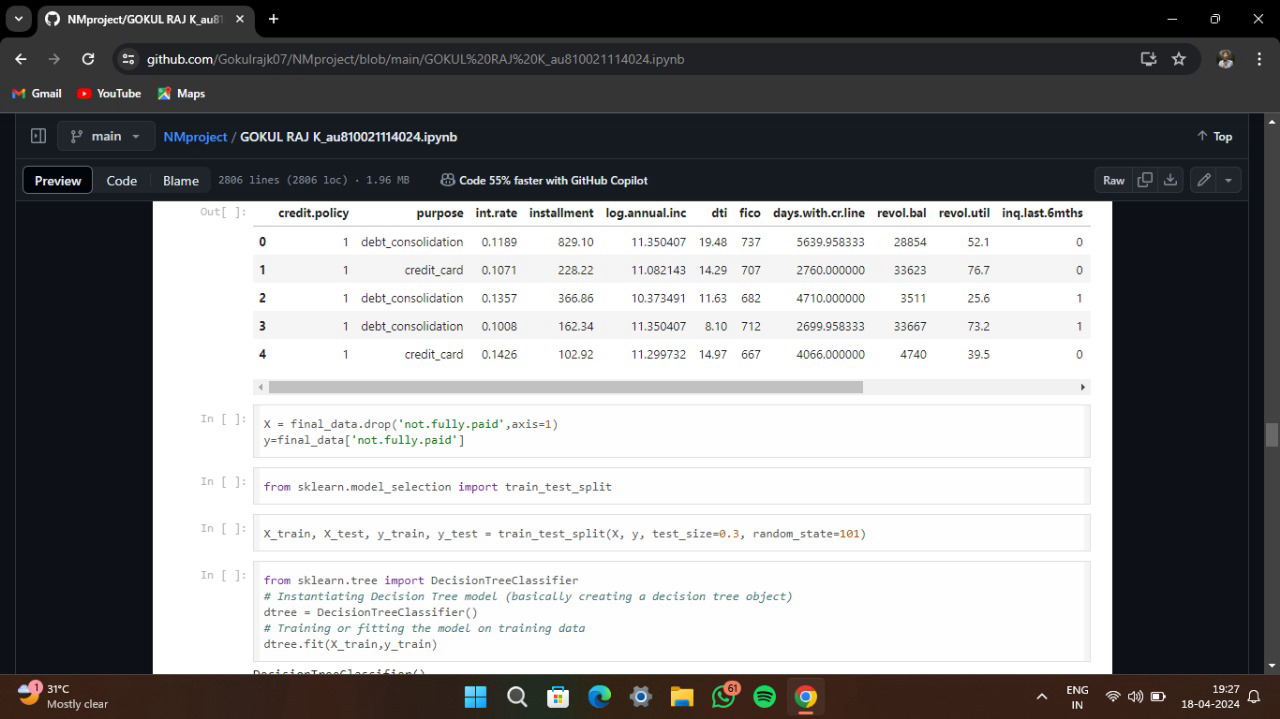 NMproject/GOKUL RAJ K_au81
github.com/Gokulrajk07/NMproject/blob/main/GOKUL%20RAJ%20K_au810021114024.ipynb
Gmail YouTube Maps
main NMproject / GOKUL RAJ K_au810021114024.ipynb Top
Preview Code Blame 2806 lines (2806 loc) · 1.96 MB Code 55% faster with GitHub Copilot Raw
Out[ ]: credit.policy purpose int.rate installment log.annual.inc dti fico days.with.cr.line revol.bal revol.util inq.last.6mths
0 1 debt_consolidation 0.1189 829.10 11.350407 19.48 737 5639.958333 28854 52.1 0
1 1 credit_card 0.1071 228.22 11.082143 14.29 707 2760.000000 33623 76.7 0
2 1 debt_consolidation 0.1357 366.86 10.373491 11.63 682 4710.000000 3511 25.6 1
3 1 debt_consolidation 0.1008 162.34 11.350407 8.10 712 2699.958333 33667 73.2 1
4 1 credit_card 0.1426 102.92 11.299732 14.97 667 4066.000000 4740 39.5 0
In [ ]: X = final_data.drop('not.fully.paid',axis=1)
y=final_data['not.fully.paid']
In [ ]: from sklearn.model_selection import train_test_split
In [ ]: X_train, X_test, y_train, y_test = train_test_split(X, y, test_size=0.3, random_state=101)
In [ ]: from sklearn.tree import DecisionTreeClassifier
# Instantiating Decision Tree model (basically creating a decision tree object)
dtree = DecisionTreeClassifier()
# Training or fitting the model on training data
dtree.fit(X_train,y_train)
DecisionTreeClassifier()
1 31°C
Mostly clear
61
ENG
IN
19:27
18-04-2024